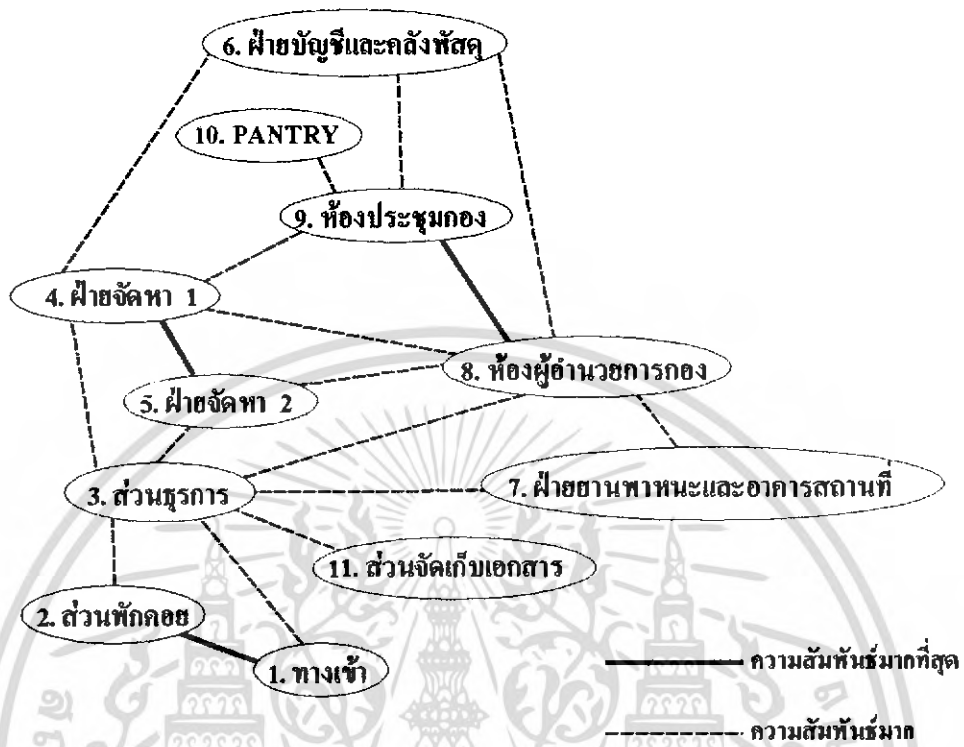 6. ฝ่ายบัญชีและคลังพัสดุ
10. PANTRY
9. ห้องประชุมกอง
4. ฝ่ายจัดหา 1
8. ห้องผู้อำนวยการกอง
5. ฝ่ายจัดหา 2
3. ส่วนธุรการ
7. ฝ่ายยานพาหนะและอาคารสถานที่
11. ส่วนจัดเก็บเอกสาร
2. ส่วนพักคอย
1. ทางเข้า
ความสัมพันธ์มากที่สุด
ความสัมพันธ์มาก